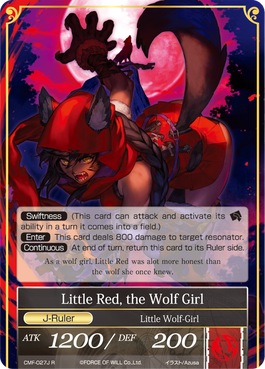 Swiftness (This card can attack and activate its
ability in a turn it comes into a field.)
Enter This card deals 800 damage to target resonator.
Continuous At end of turn, return this card to its Ruler side.
As a wolf girl, Little Red was alot more honest than
the wolf she once knew.
Little Red, the Wolf Girl
J-Ruler Little Wolf-Girl
ATK 1200/ DEF 200
CMF-027J R ©FORCE OF WILL Co.Ltd. イラスト/Azusa